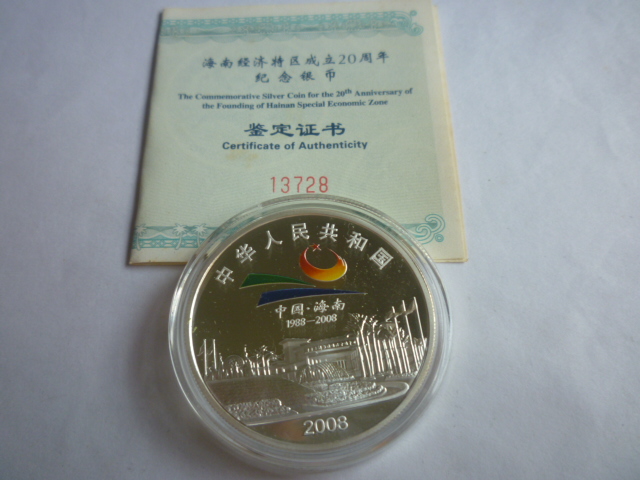 海南经济特区成立20周年
纪念银币
The Commemorative Silver Coin for the 20th Anniversary of
the Founding of Hainan Special Economic Zone
鉴定证书
Certificate of Authenticity
13728
中华人民共和国
中国·海南
1988—2008
2008